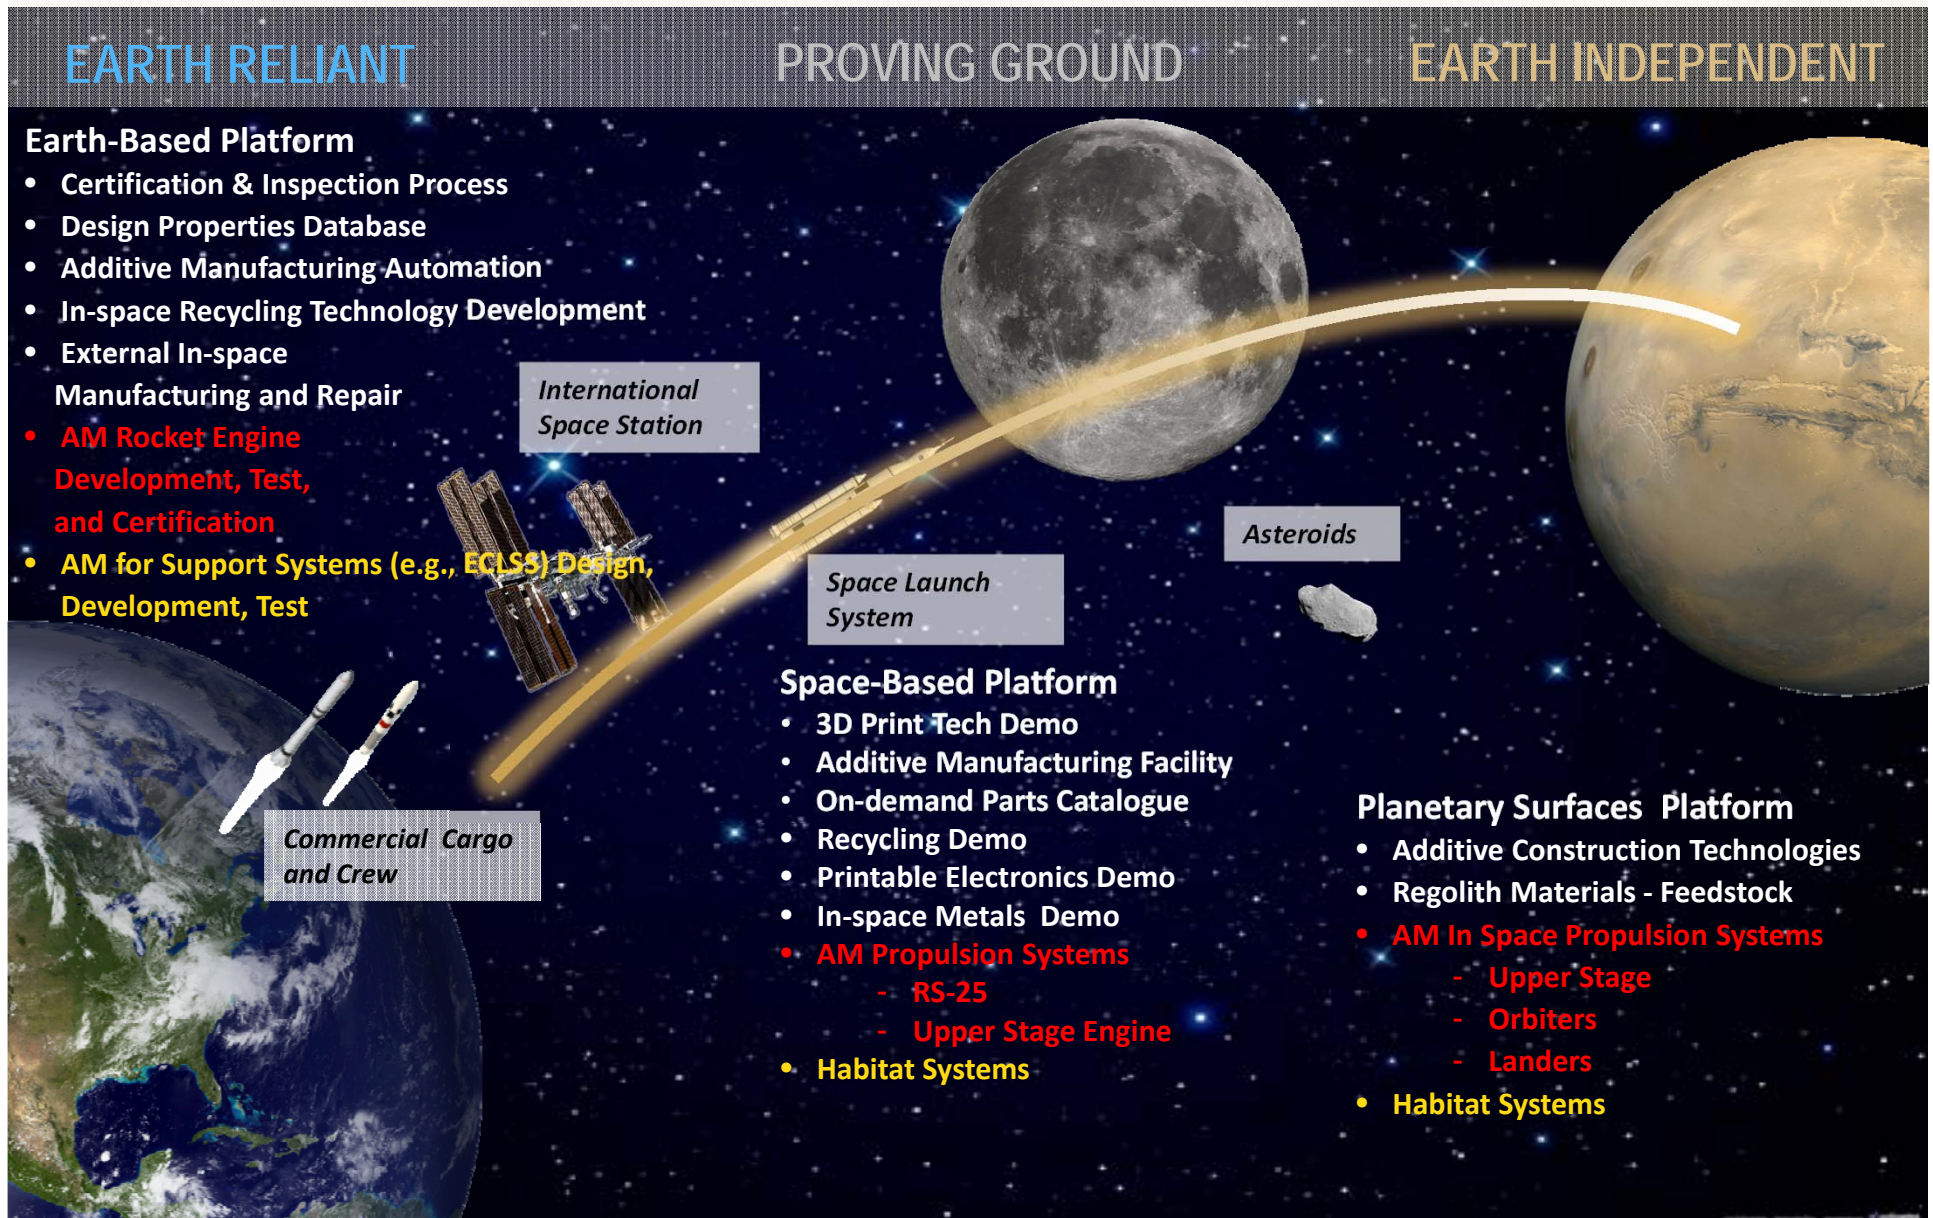 EARTH RELIANT
PROVING GROUND
EARTH INDEPENDENT
Earth-Based Platform
• Certification & Inspection Process
• Design Properties Database
• Additive Manufacturing Automation
• In-space Recycling Technology Development
• External In-space
Manufacturing and Repair
• AM Rocket Engine
Development, Test,
and Certification
• AM for Support Systems (e.g., ECLSS) Design,
Development, Test
International
Space Station
Commercial Cargo
and Crew
Space Launch
System
Asteroids
Space-Based Platform
• 3D Print Tech Demo
• Additive Manufacturing Facility
• On-demand Parts Catalogue
• Recycling Demo
• Printable Electronics Demo
• In-space Metals Demo
• AM Propulsion Systems
- RS-25
- Upper Stage Engine
• Habitat Systems
Planetary Surfaces Platform
• Additive Construction Technologies
• Regolith Materials - Feedstock
• AM In Space Propulsion Systems
- Upper Stage
- Orbiters
- Landers
• Habitat Systems